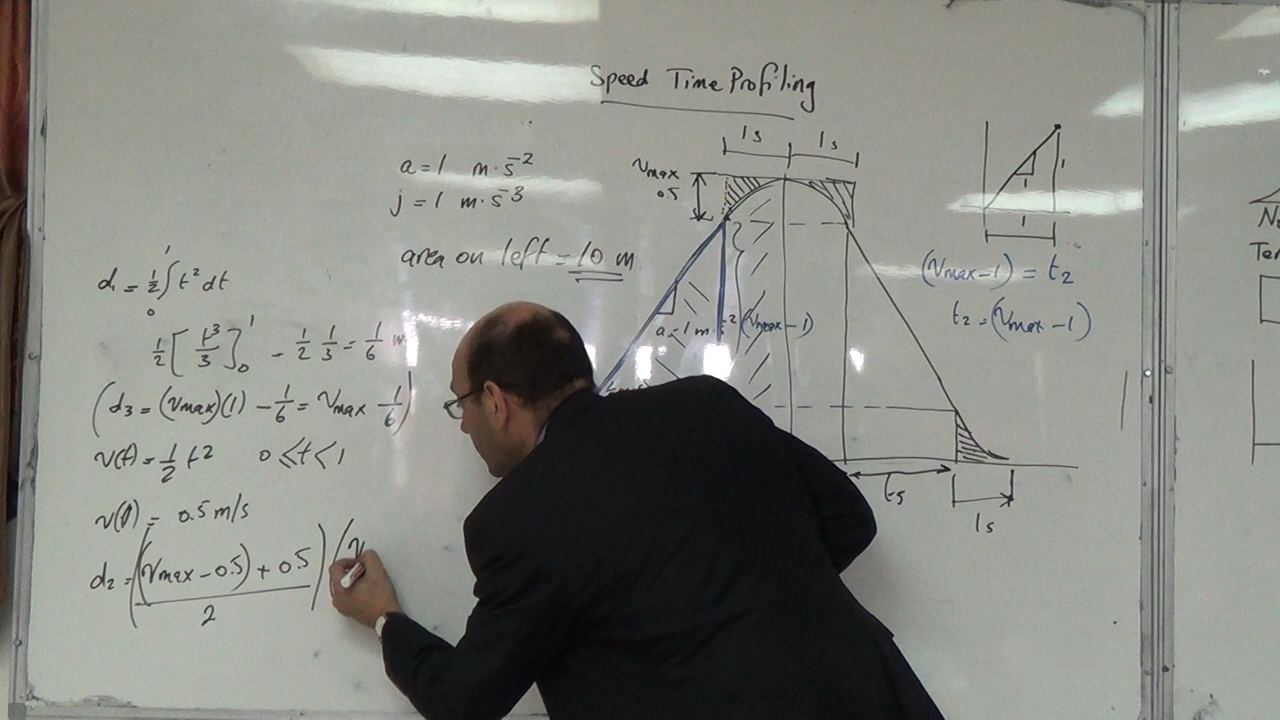 Speed Time Profiling
1s 1s
a = 1 m·s⁻²
j = 1 m·s⁻³
area on left = 10 m
Vmax
0.5
a = 1 m·s⁻² (Vmax - 1)
t5
1s
1
1
1
(Vmax - 1) = t2
t2 = (Vmax - 1)
d1 = 1/2 ∫₀¹ t² dt
1/2 [t³/3]₀¹ - 1/2 1/3 = 1/6 m
(d3 = (Vmax)(1) - 1/6 = Vmax - 1/6)
v(t) = 1/2 t² 0 ≤ t < 1
v(1) = 0.5 m/s
d2 = ((Vmax - 0.5) + 0.5 / 2) (v